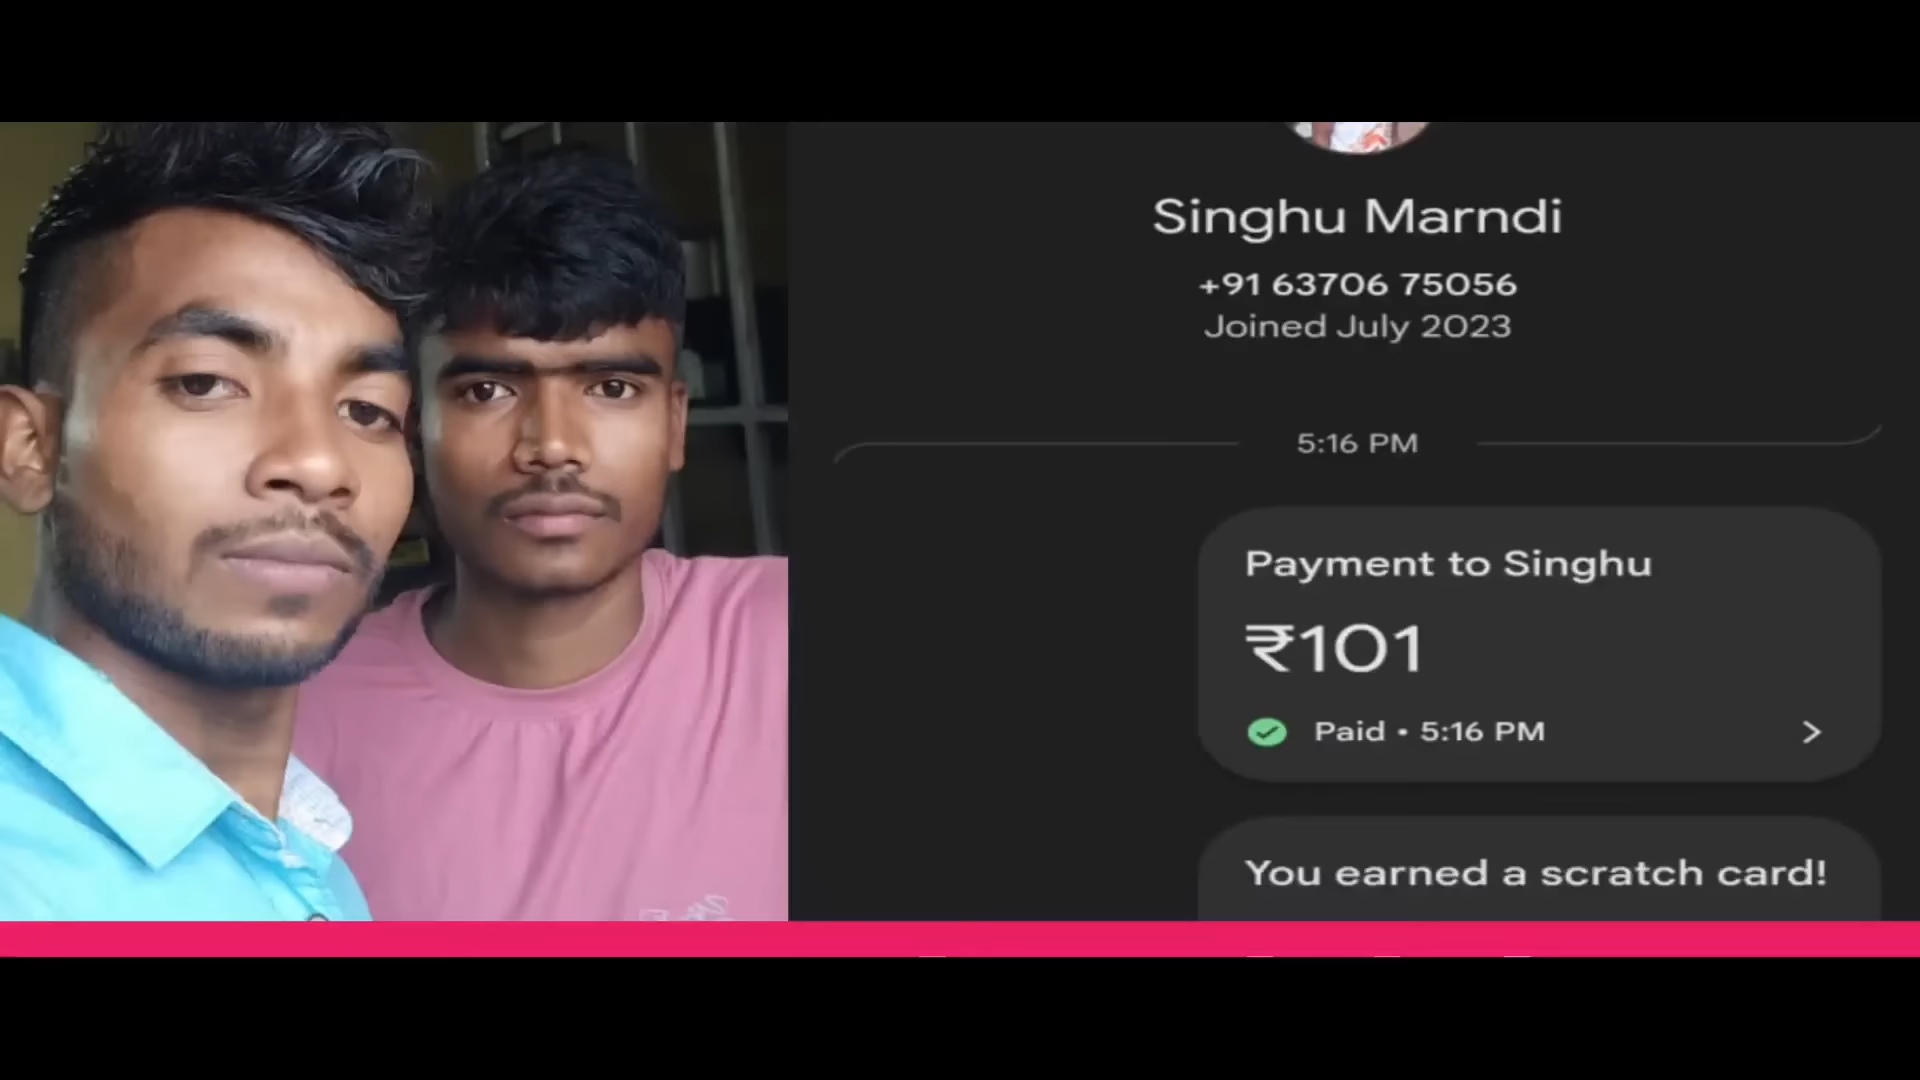 Singhu Marndi
+91 63706 75056
Joined July 2023
5:16 PM
Payment to Singhu
₹101
Paid • 5:16 PM
You earned a scratch card!